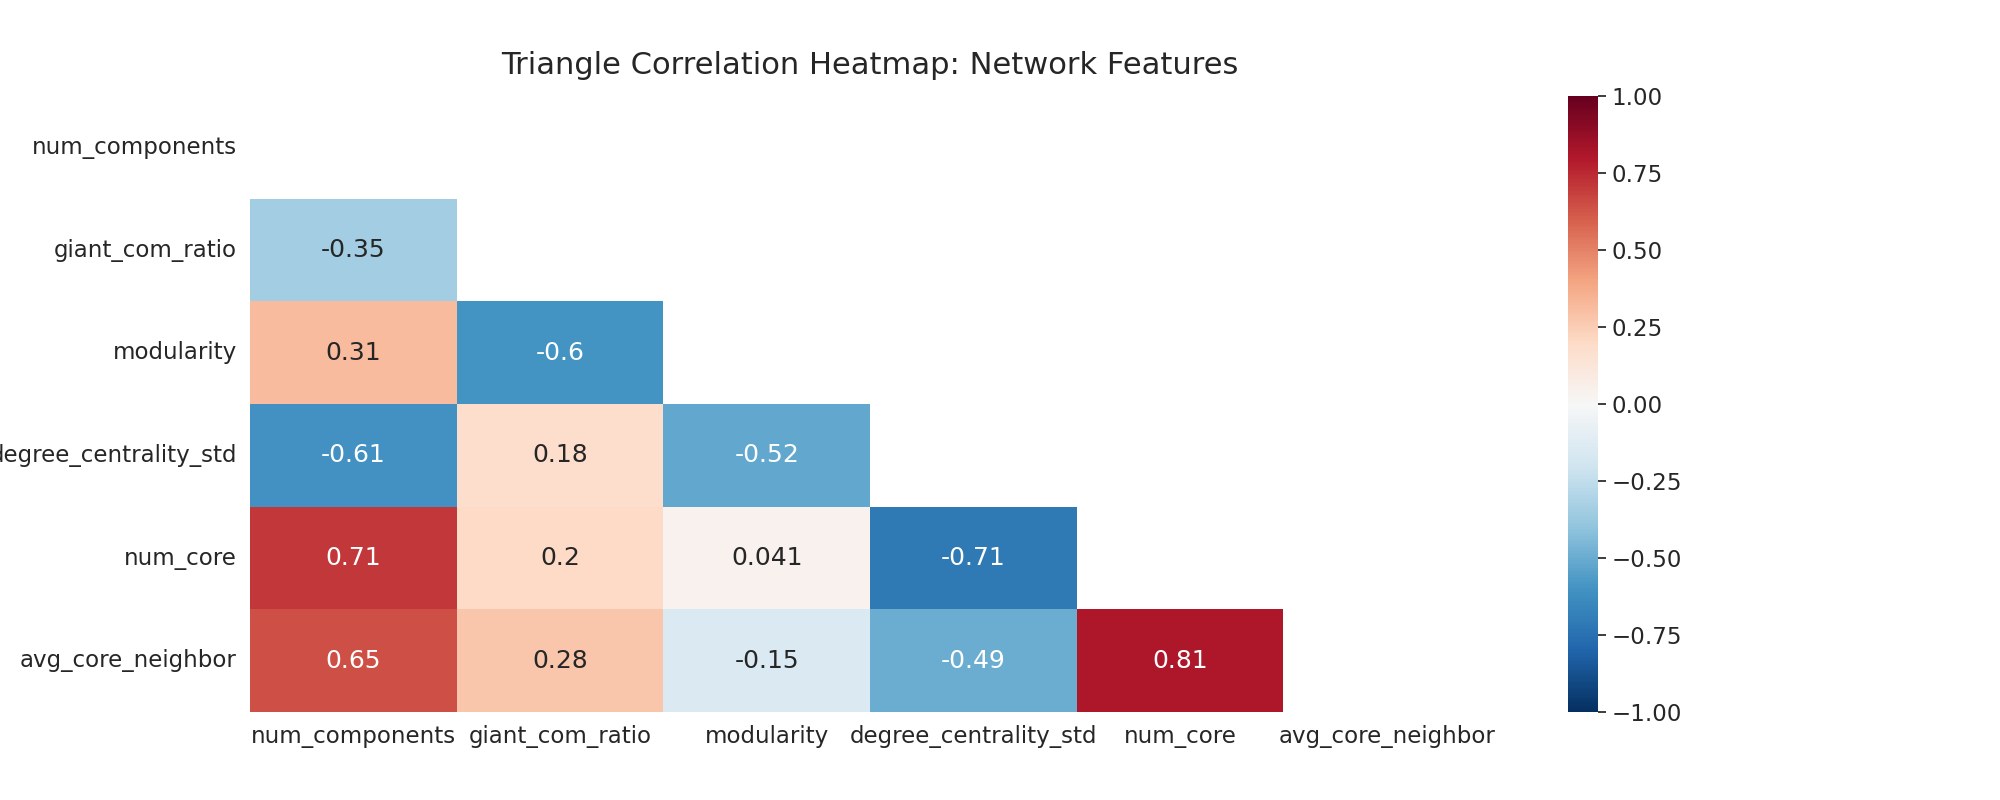 Triangle Correlation Heatmap: Network Features
1.00
num_components
0.75
giant_com_ratio -0.35
0.50
0.25
modularity 0.31 -0.6
0.00
degree_centrality_std -0.61 0.18 -0.52
−0.25
num_core 0.71 0.2 0.041 -0.71
−0.50
−0.75
avg_core_neighbor 0.65 0.28 -0.15 -0.49 0.81
−1.00
num_components giant_com_ratio modularity degree_centrality_std num_core avg_core_neighbor